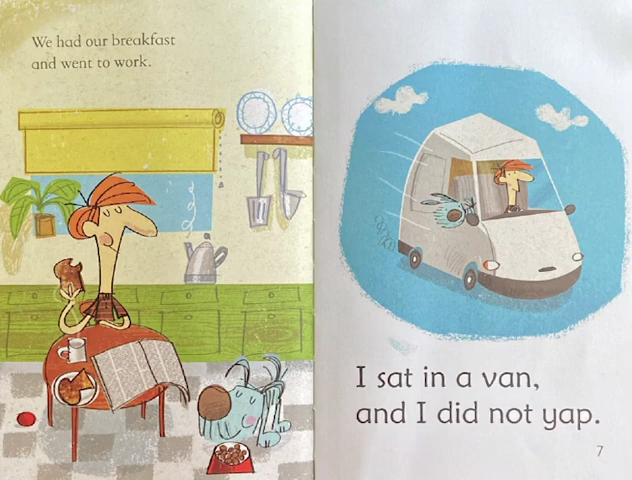 We had our breakfast
and went to work.
I sat in a van,
and I did not yap.
7